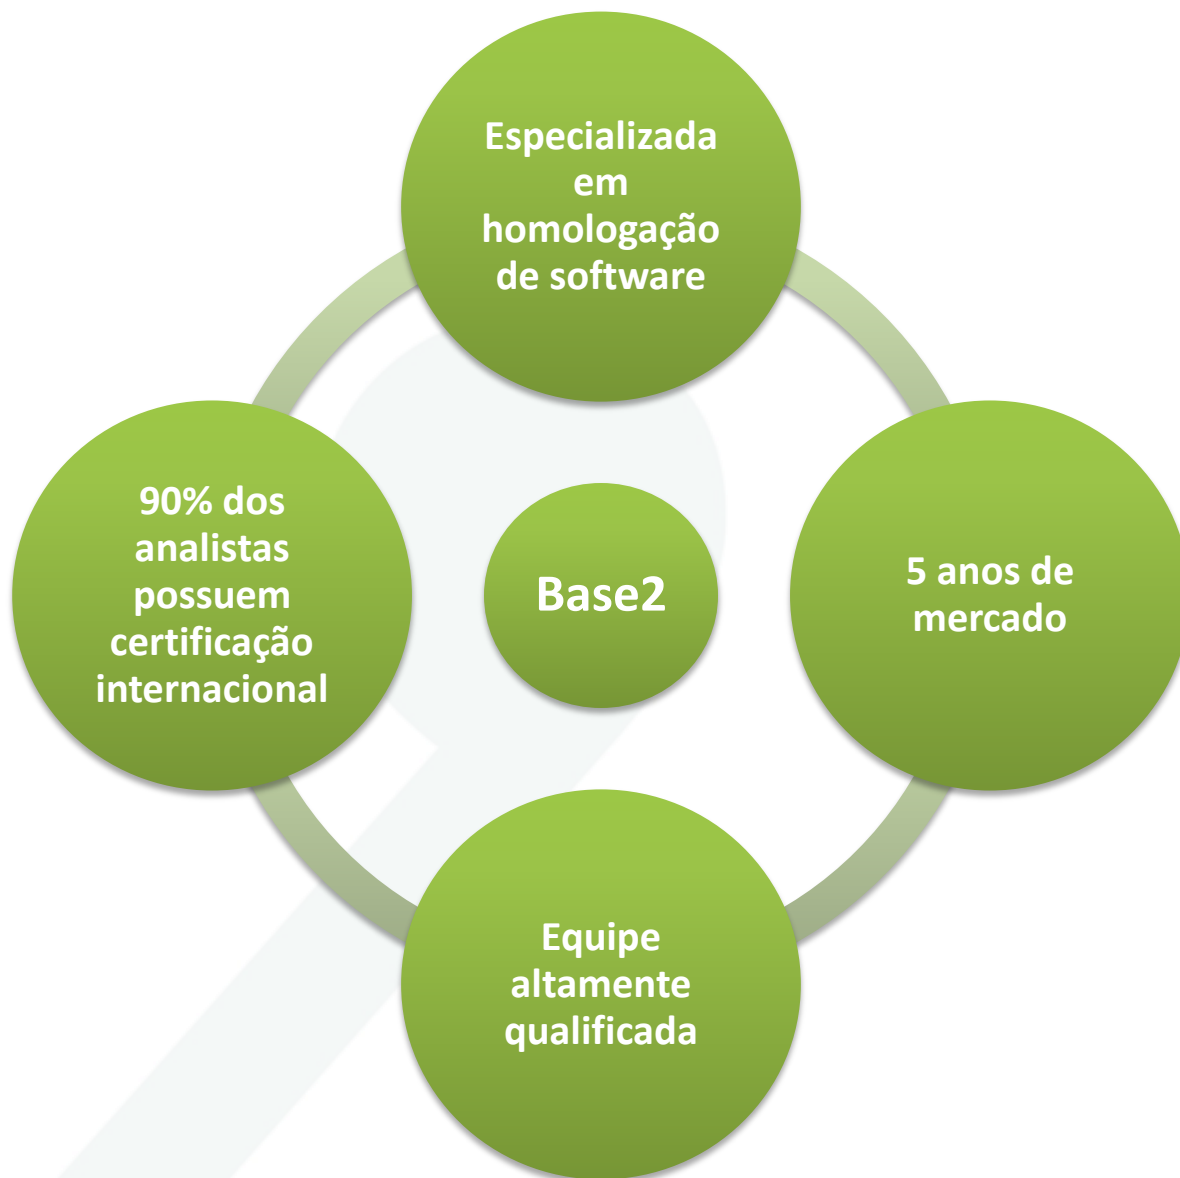 Especializada
em
homologação
de software
90% dos
analistas
possuem
certificação
internacional
Base2
5 anos de
mercado
Equipe
altamente
qualificada